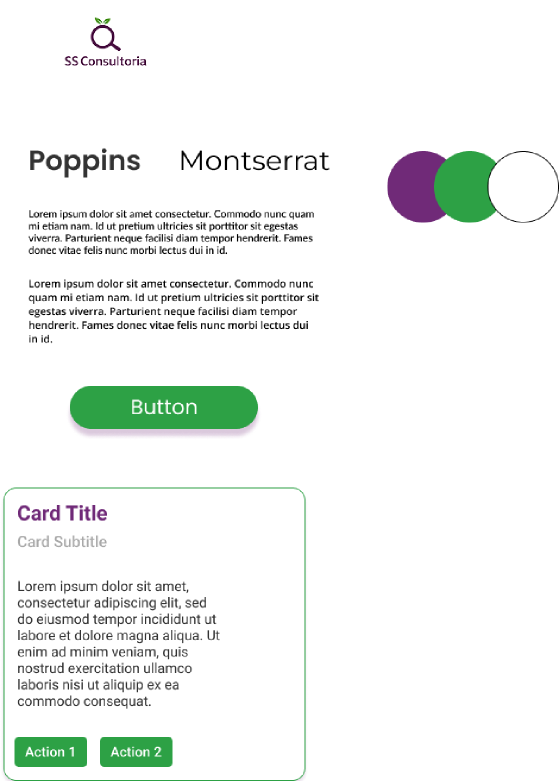 SS Consultoria
Poppins
Montserrat
Lorem ipsum dolor sit amet consectetur. Commodo nunc quam
mi etiam nam. Id ut pretium ultricies sit porttitor sit egestas
viverra. Parturient neque facilisi diam tempor hendrerit. Fames
donec vitae felis nunc morbi lectus dui in id.
Lorem ipsum dolor sit amet consectetur. Commodo nunc
quam mi etiam nam. Id ut pretium ultricies sit porttitor sit
egestas viverra. Parturient neque facilisi diam tempor
hendrerit. Fames donec vitae felis nunc morbi lectus dui
in id.
Button
Card Title
Card Subtitle
Lorem ipsum dolor sit amet,
consectetur adipiscing elit, sed
do eiusmod tempor incididunt ut
labore et dolore magna aliqua. Ut
enim ad minim veniam, quis
nostrud exercitation ullamco
laboris nisi ut aliquip ex ea
commodo consequat.
Action 1
Action 2